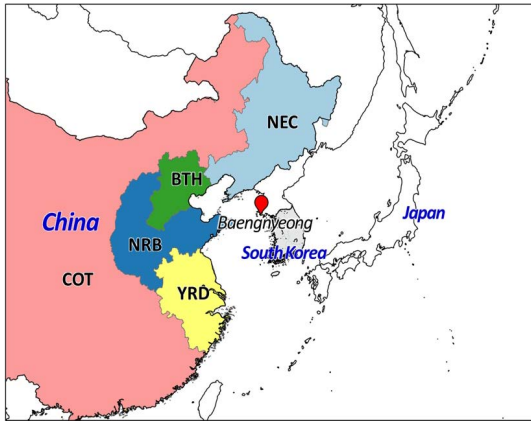 NEC
BTH
Japan
China
Baengnyeong
NRB
South Korea
COT
YRD